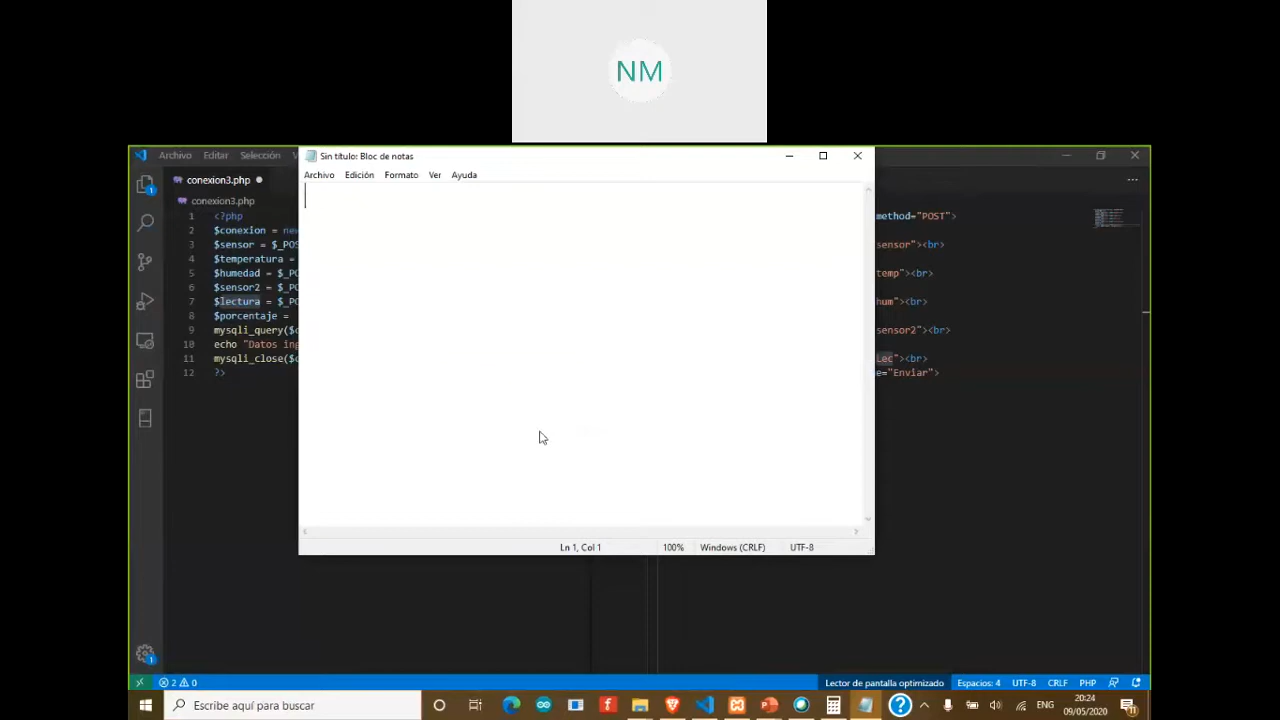 NM
Archivo Editar Selección
Sin título: Bloc de notas
Archivo Edición Formato Ver Ayuda
conexion3.php
conexion3.php
1 <?php
2 $conexion = new
3 $sensor = $_POS
4 $temperatura =
5 $humedad = $_PO
6 $sensor2 = $_PO
7 $lectura = $_PO
8 $porcentaje =
9 mysqli_query($c
10 echo "Datos ing
11 mysqli_close($c
12 ?>
method="POST">
sensor"><br>
temp"><br>
hum"><br>
sensor2"><br>
Lec"><br>
e="Enviar">
Ln 1, Col 1 100% Windows (CRLF) UTF-8
1
1
2 0 Lector de pantalla optimizado Espacios: 4 UTF-8 CRLF PHP
Escribe aquí para buscar
ENG
20:24
09/05/2020
11